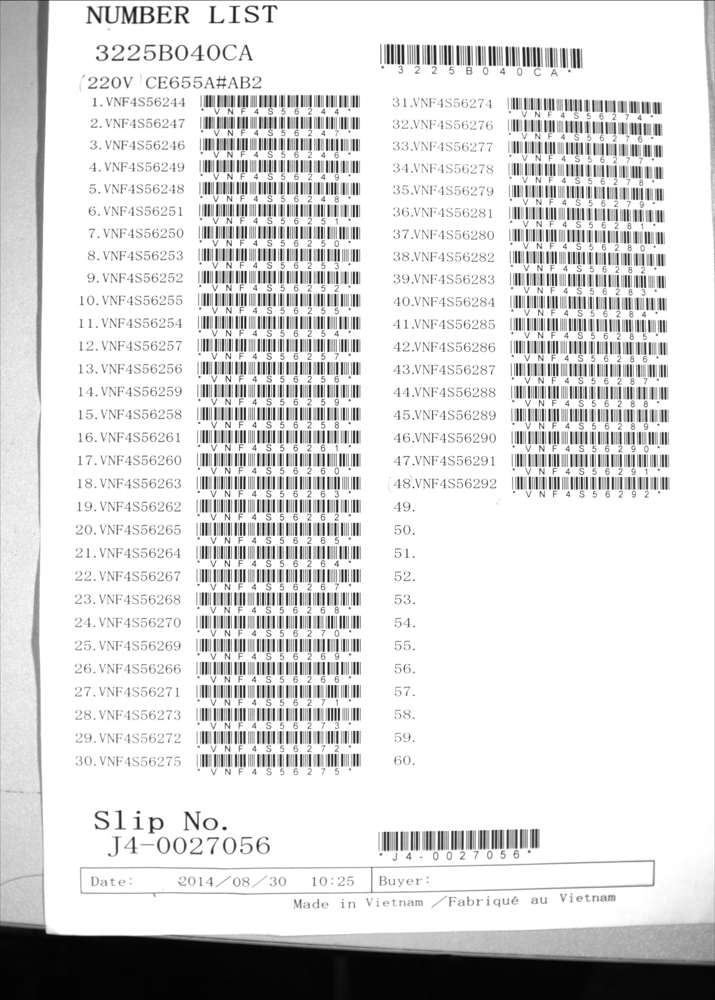 NUMBER LIST
3225B040CA
*3225B040CA*
(220V) CE655A#AB2
1.VNF4S56244
*VNF4S56244*
2.VNF4S56247
*VNF4S56247*
3.VNF4S56246
*VNF4S56246*
4.VNF4S56249
*VNF4S56249*
5.VNF4S56248
*VNF4S56248*
6.VNF4S56251
*VNF4S56251*
7.VNF4S56250
*VNF4S56250*
8.VNF4S56253
*VNF4S56253*
9.VNF4S56252
*VNF4S56252*
10.VNF4S56255
*VNF4S56255*
11.VNF4S56254
*VNF4S56254*
12.VNF4S56257
*VNF4S56257*
13.VNF4S56256
*VNF4S56256*
14.VNF4S56259
*VNF4S56259*
15.VNF4S56258
*VNF4S56258*
16.VNF4S56261
*VNF4S56261*
17.VNF4S56260
*VNF4S56260*
18.VNF4S56263
*VNF4S56263*
19.VNF4S56262
*VNF4S56262*
20.VNF4S56265
*VNF4S56265*
21.VNF4S56264
*VNF4S56264*
22.VNF4S56267
*VNF4S56267*
23.VNF4S56268
*VNF4S56268*
24.VNF4S56270
*VNF4S56270*
25.VNF4S56269
*VNF4S56269*
26.VNF4S56266
*VNF4S56266*
27.VNF4S56271
*VNF4S56271*
28.VNF4S56273
*VNF4S56273*
29.VNF4S56272
*VNF4S56272*
30.VNF4S56275
*VNF4S56275*
31.VNF4S56274
*VNF4S56274*
32.VNF4S56276
*VNF4S56276*
33.VNF4S56277
*VNF4S56277*
34.VNF4S56278
*VNF4S56278*
35.VNF4S56279
*VNF4S56279*
36.VNF4S56281
*VNF4S56281*
37.VNF4S56280
*VNF4S56280*
38.VNF4S56282
*VNF4S56282*
39.VNF4S56283
*VNF4S56283*
40.VNF4S56284
*VNF4S56284*
41.VNF4S56285
*VNF4S56285*
42.VNF4S56286
*VNF4S56286*
43.VNF4S56287
*VNF4S56287*
44.VNF4S56288
*VNF4S56288*
45.VNF4S56289
*VNF4S56289*
46.VNF4S56290
*VNF4S56290*
47.VNF4S56291
*VNF4S56291*
(48).VNF4S56292
*VNF4S56292*
49.
50.
51.
52.
53.
54.
55.
56.
57.
58.
59.
60.
Slip No.
J4-0027056
*J4-0027056*
Date: 2014/08/30 10:25 Buyer:
Made in Vietnam /Fabriqué au Vietnam